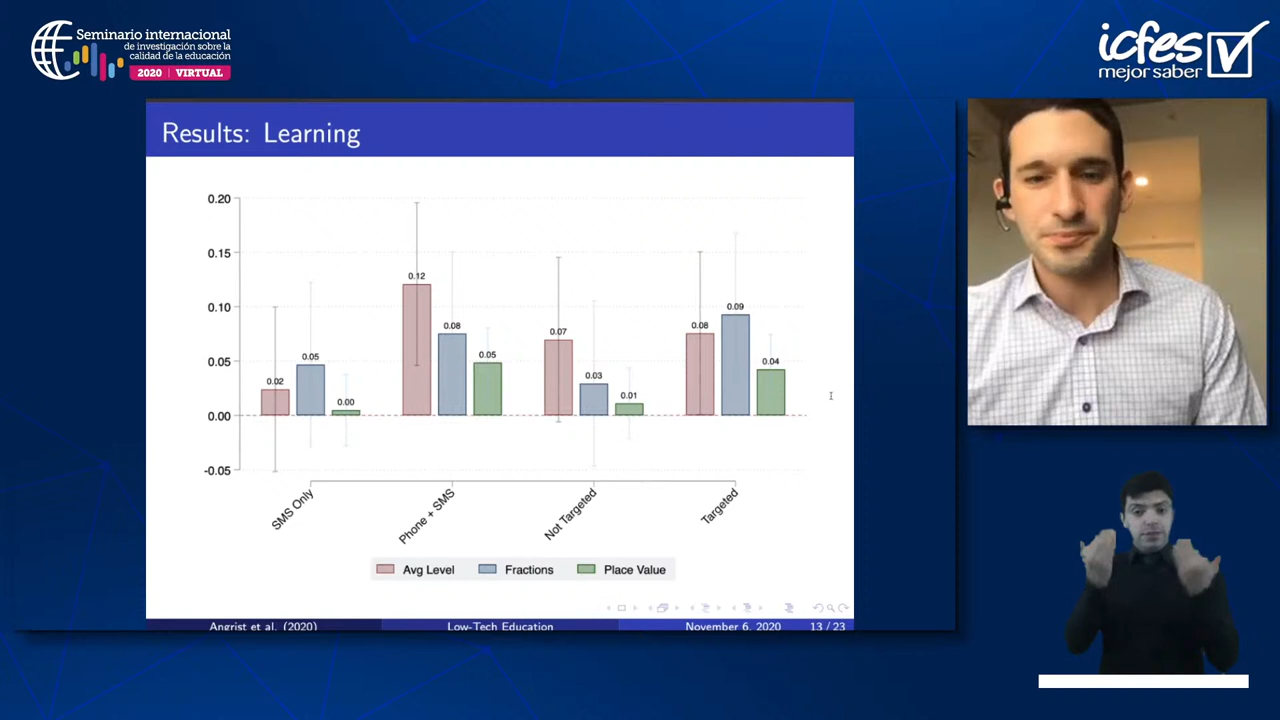 Seminario internacional
de investigación sobre la
calidad de la educación
2020 | VIRTUAL
icfes
mejor saber
Results: Learning
0.20
0.15
0.10
0.05
0.00
-0.05
0.02
0.05
0.00
0.12
0.08
0.05
0.07
0.03
0.01
0.08
0.09
0.04
SMS Only
Phone + SMS
Not Targeted
Targeted
Avg Level
Fractions
Place Value
Angrist et al. (2020)
Low-Tech Education
November 6, 2020
13 / 23